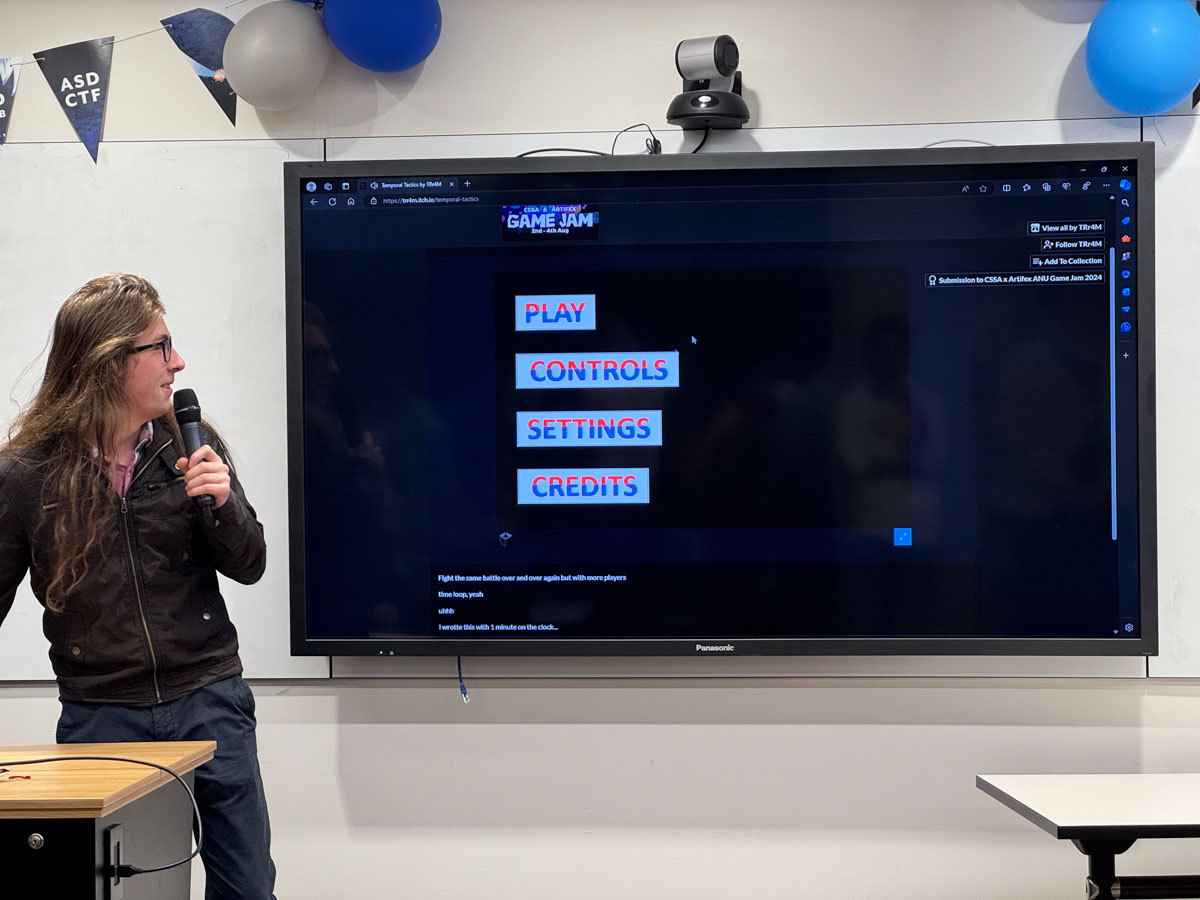 ASD
CTF
Temporal Tactics by TRr4M
https://trr4m.itch.io/temporal-tactics
CSSA & ARTIFEX
GAME JAM
2nd - 4th Aug
View all by TRr4M
Follow TRr4M
Add To Collection
Submission to CSSA x Artifex ANU Game Jam 2024
PLAY
CONTROLS
SETTINGS
CREDITS
Fight the same battle over and over again but with more players
time loop, yeah
uhhh
I wrotte this with 1 minute on the clock...
Panasonic